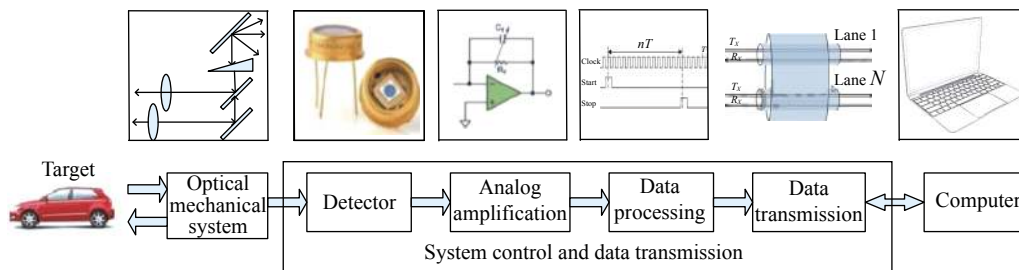 nT
T
Clock
Start
Stop
Tx
Rx
Lane 1
Tx
Rx
Lane N
Target
Optical
mechanical
system
Detector
Analog
amplification
Data
processing
Data
transmission
Computer
System control and data transmission